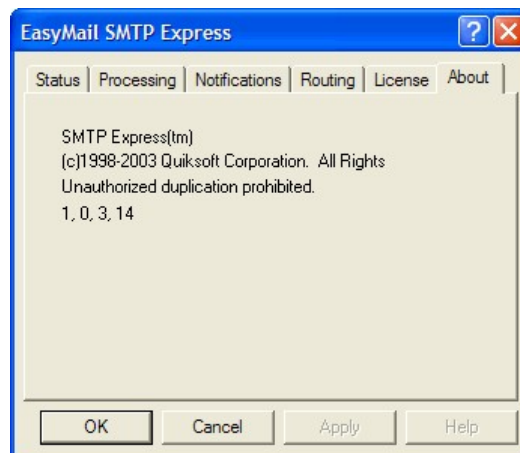 EasyMail SMTP Express
Status Processing Notifications Routing License About
SMTP Express(tm)
(c)1998-2003 Quiksoft Corporation. All Rights
Unauthorized duplication prohibited.
1, 0, 3, 14
OK Cancel Apply Help